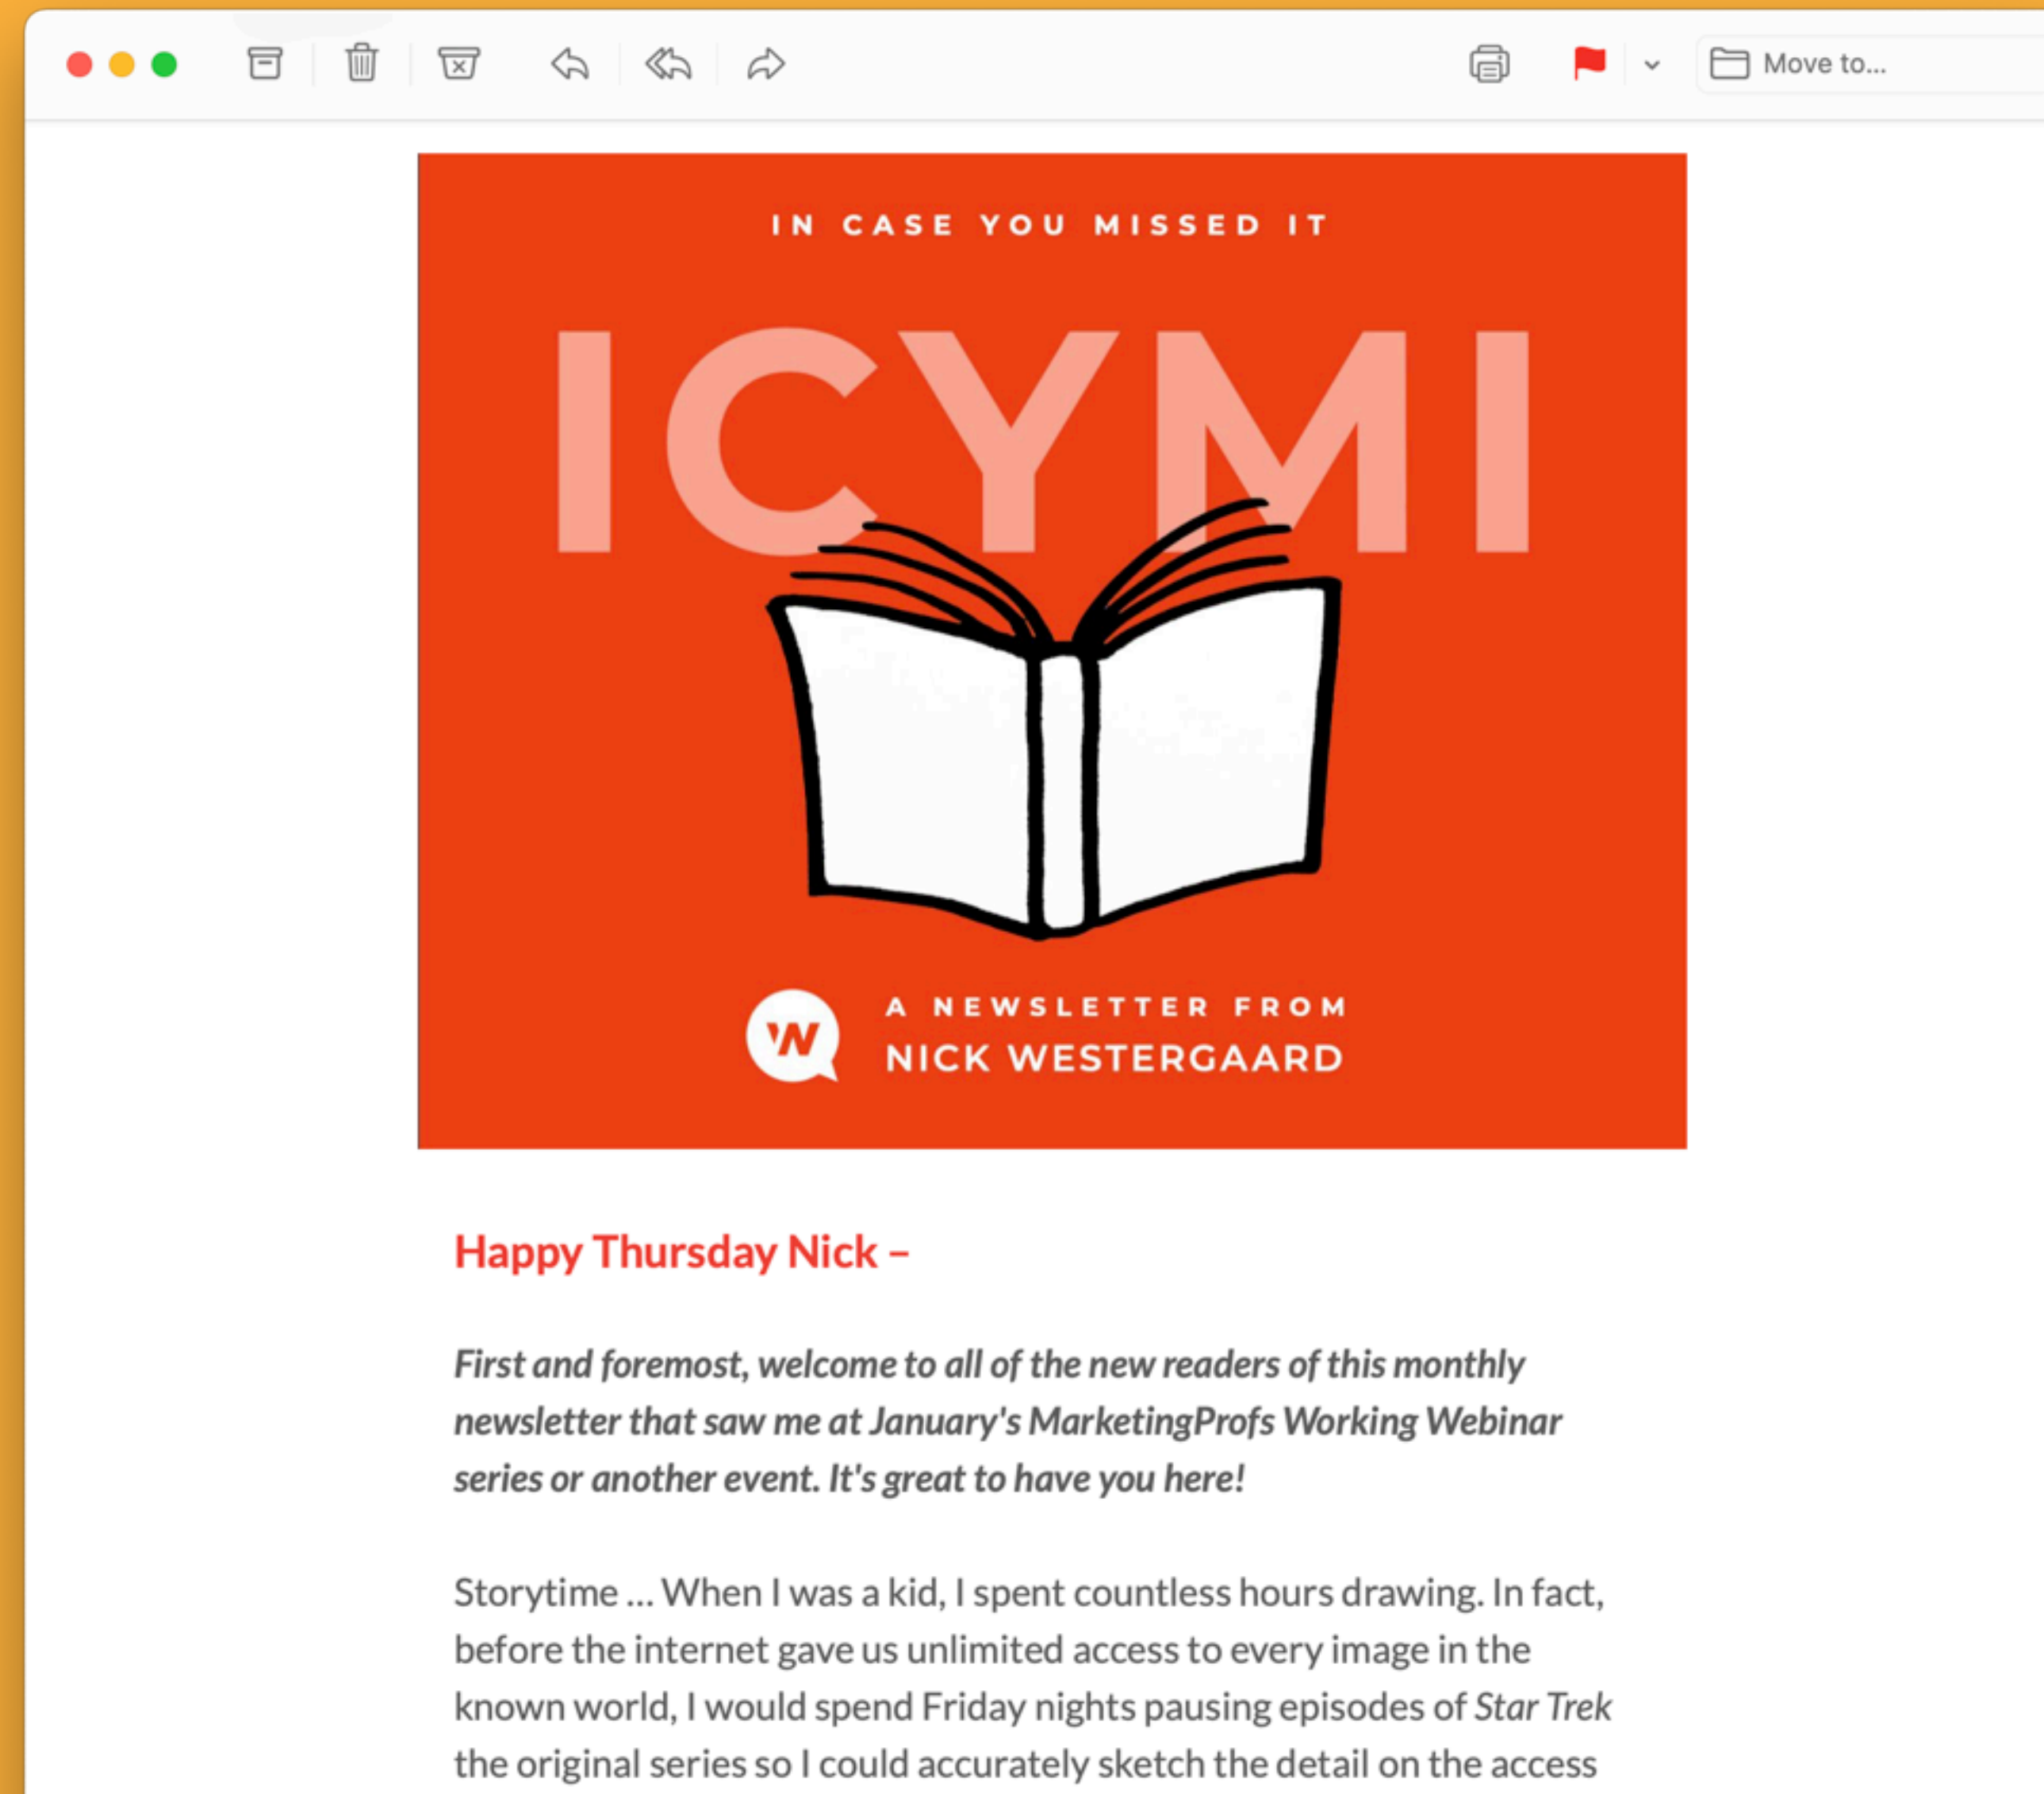 Move to...
IN CASE YOU MISSED IT
ICYMI
W
A NEWSLETTER FROM
NICK WESTERGAARD
Happy Thursday Nick –
First and foremost, welcome to all of the new readers of this monthly
newsletter that saw me at January's MarketingProfs Working Webinar
series or another event. It's great to have you here!
Storytime ... When I was a kid, I spent countless hours drawing. In fact,
before the internet gave us unlimited access to every image in the
known world, I would spend Friday nights pausing episodes of Star Trek
the original series so I could accurately sketch the detail on the access